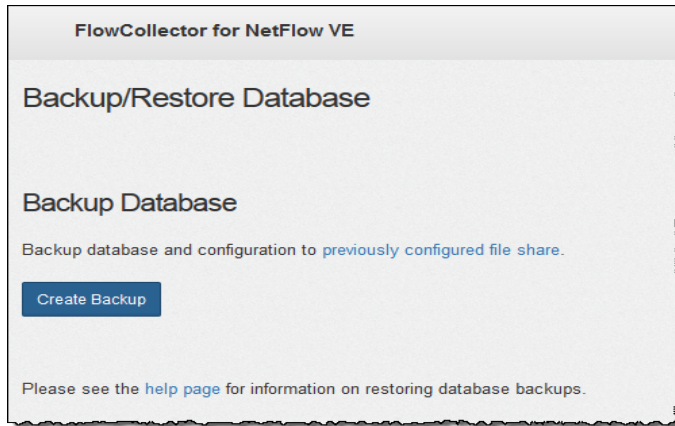 FlowCollector for NetFlow VE
Backup/Restore Database
Backup Database
Backup database and configuration to previously configured file share.
Create Backup
Please see the help page for information on restoring database backups.